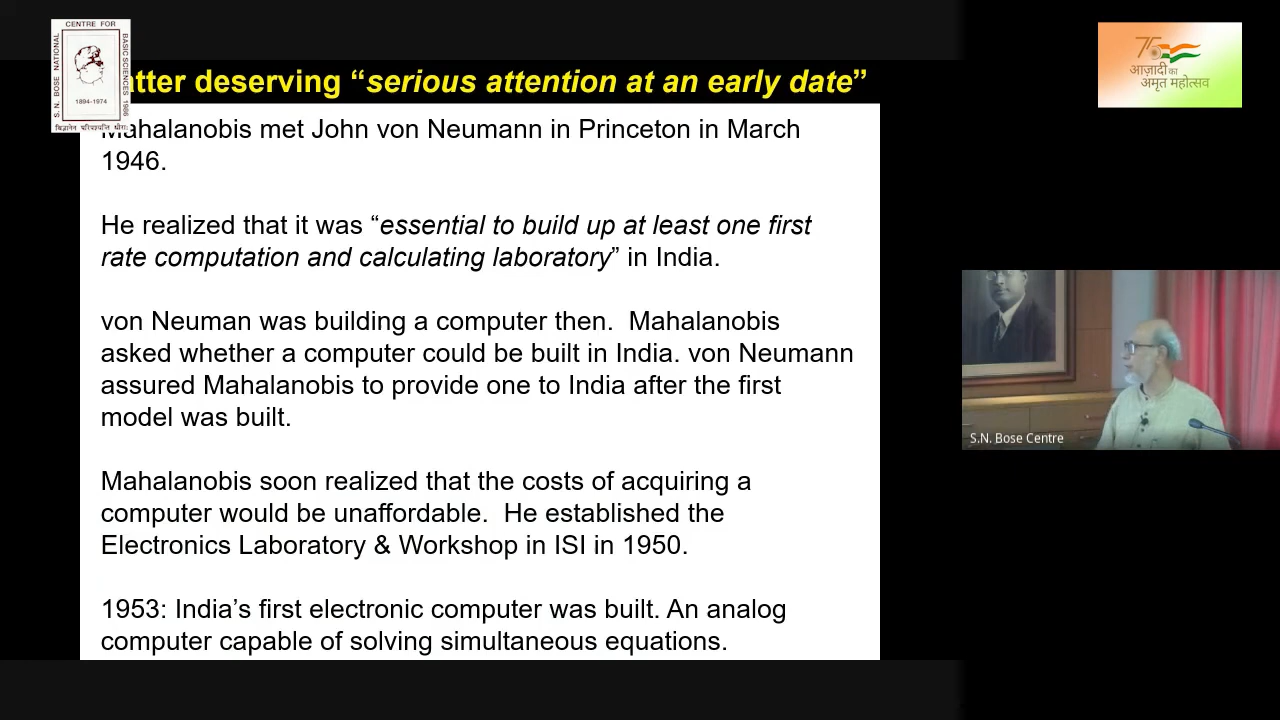 CENTRE FOR
S. N. BOSE NATIONAL
BASIC SCIENCES 1986
1894-1974
tter deserving “serious attention at an early date”
Mahalanobis met John von Neumann in Princeton in March
1946.
He realized that it was “essential to build up at least one first
rate computation and calculating laboratory” in India.
von Neuman was building a computer then.  Mahalanobis
asked whether a computer could be built in India. von Neumann
assured Mahalanobis to provide one to India after the first
model was built.
Mahalanobis soon realized that the costs of acquiring a
computer would be unaffordable.  He established the
Electronics Laboratory & Workshop in ISI in 1950.
1953: India’s first electronic computer was built. An analog
computer capable of solving simultaneous equations.
75
आज़ादी का
अमृत महोत्सव
S.N. Bose Centre